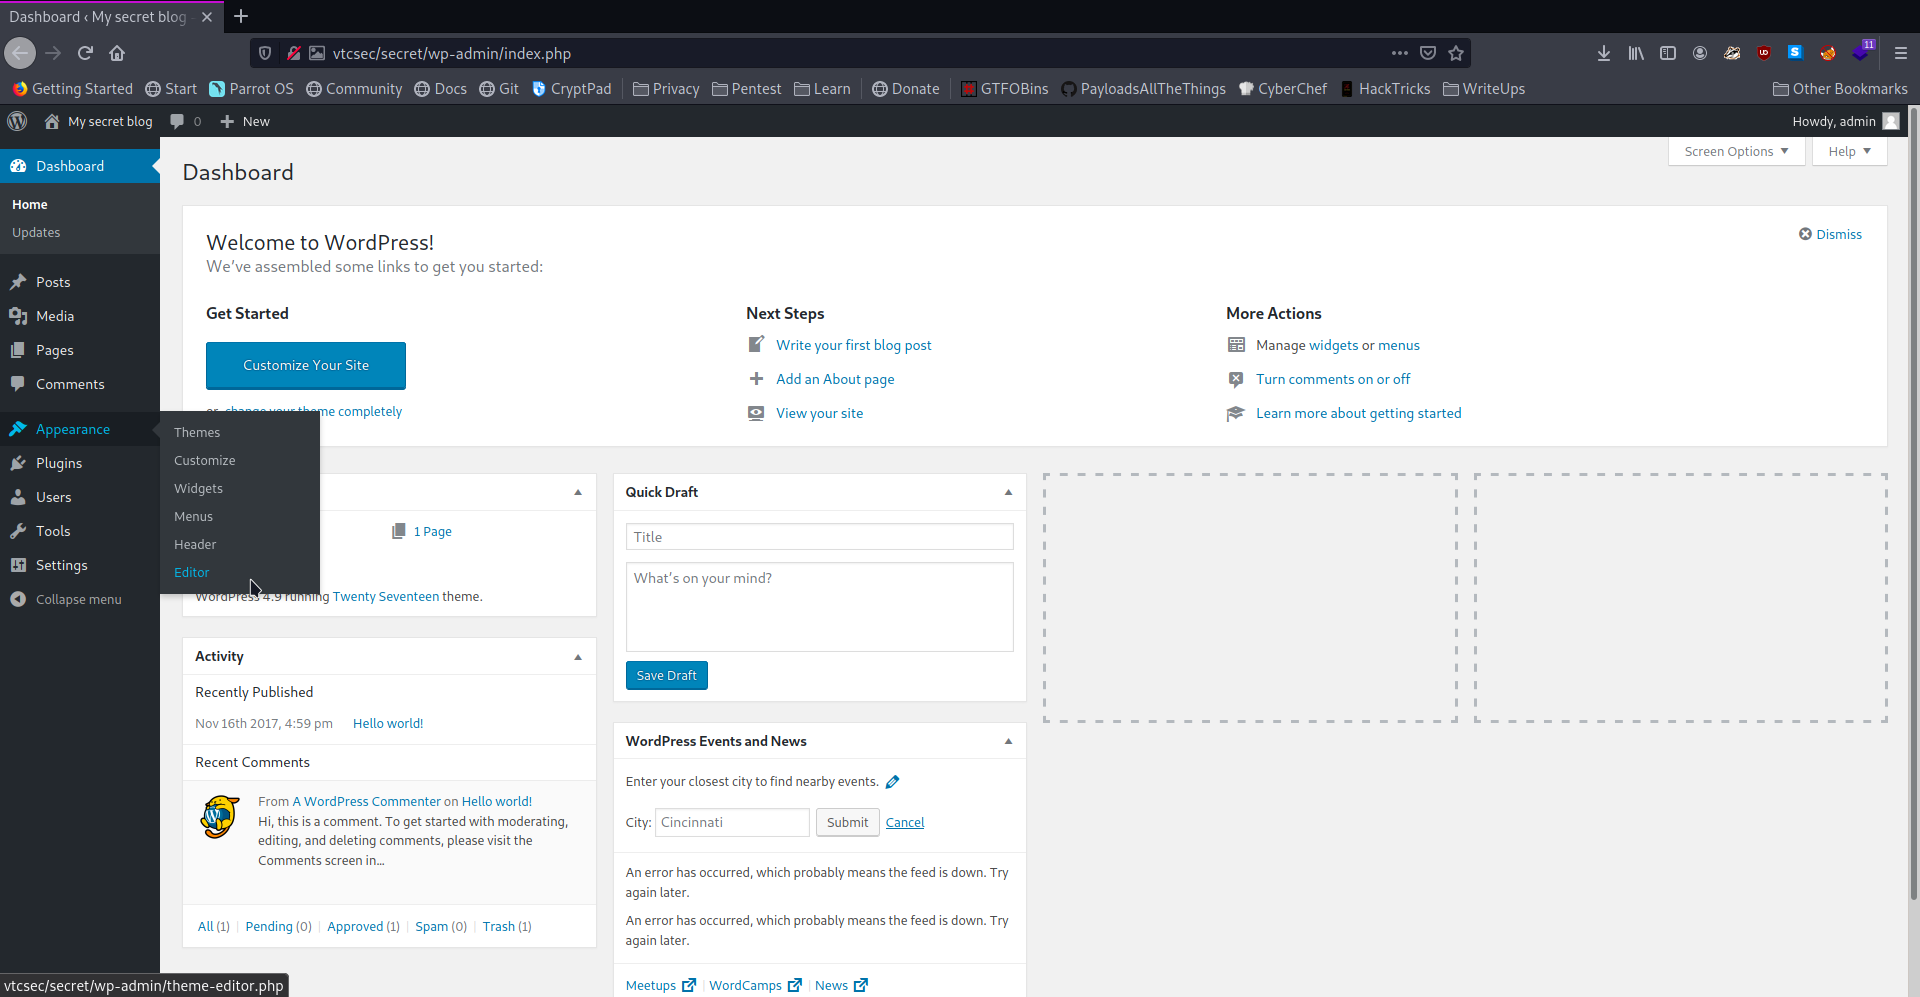 Dashboard ‹ My secret blog
vtcsec/secret/wp-admin/index.php
11
Getting Started Start Parrot OS Community Docs Git CryptPad Privacy Pentest Learn Donate GTFOBins PayloadsAllTheThings CyberChef HackTricks WriteUps Other Bookmarks
My secret blog 0 New Howdy, admin
Dashboard
Home
Updates
Posts
Media
Pages
Comments
Appearance
Plugins
Users
Tools
Settings
Collapse menu
Themes
Customize
Widgets
Menus
Header
Editor
Screen Options Help
Dashboard
Welcome to WordPress!
We’ve assembled some links to get you started:
Dismiss
Get Started
Customize Your Site
or, change your theme completely
Next Steps
Write your first blog post
Add an About page
View your site
More Actions
Manage widgets or menus
Turn comments on or off
Learn more about getting started
1 Page
WordPress 4.9 running Twenty Seventeen theme.
Activity
Recently Published
Nov 16th 2017, 4:59 pm Hello world!
Recent Comments
From A WordPress Commenter on Hello world!
Hi, this is a comment. To get started with moderating,
editing, and deleting comments, please visit the
Comments screen in…
All (1) | Pending (0) | Approved (1) | Spam (0) | Trash (1)
Quick Draft
Title
What’s on your mind?
Save Draft
WordPress Events and News
Enter your closest city to find nearby events.
City: Cincinnati Submit Cancel
An error has occurred, which probably means the feed is down. Try
again later.
An error has occurred, which probably means the feed is down. Try
again later.
Meetups | WordCamps | News
vtcsec/secret/wp-admin/theme-editor.php